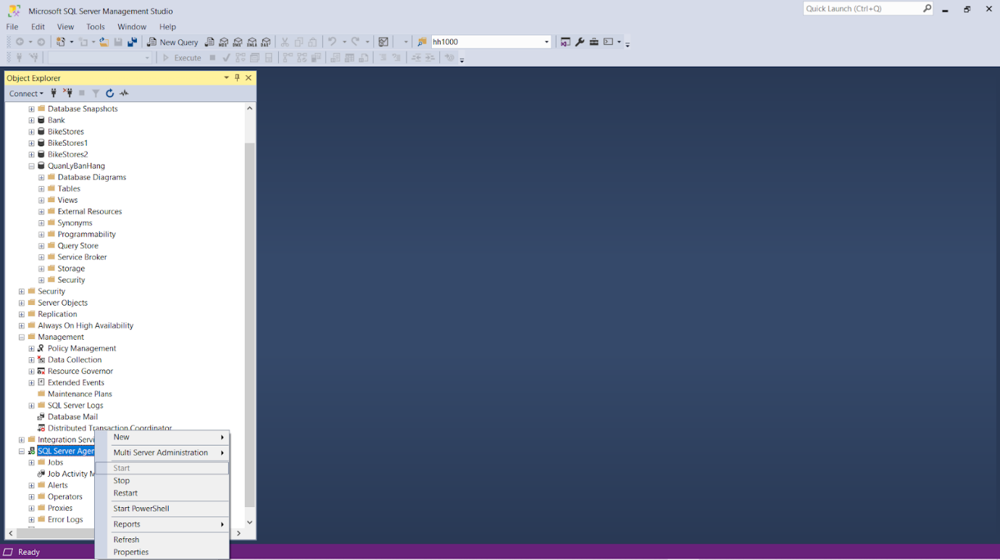 Microsoft SQL Server Management Studio
Quick Launch (Ctrl+Q)
File Edit View Tools Window Help
New Query MDX DMX XMLA DAX hh1000
Execute
Object Explorer
Connect
Database Snapshots
Bank
BikeStores
BikeStores1
BikeStores2
QuanLyBanHang
Database Diagrams
Tables
Views
External Resources
Synonyms
Programmability
Query Store
Service Broker
Storage
Security
Security
Server Objects
Replication
Always On High Availability
Management
Policy Management
Data Collection
Resource Governor
Extended Events
Maintenance Plans
SQL Server Logs
Database Mail
Distributed Transaction Coordinator
Integration Servi
SQL Server Agen
Jobs
Job Activity M
Alerts
Operators
Proxies
Error Logs
New
Multi Server Administration
Start
Stop
Restart
Start PowerShell
Reports
Refresh
Properties
Ready